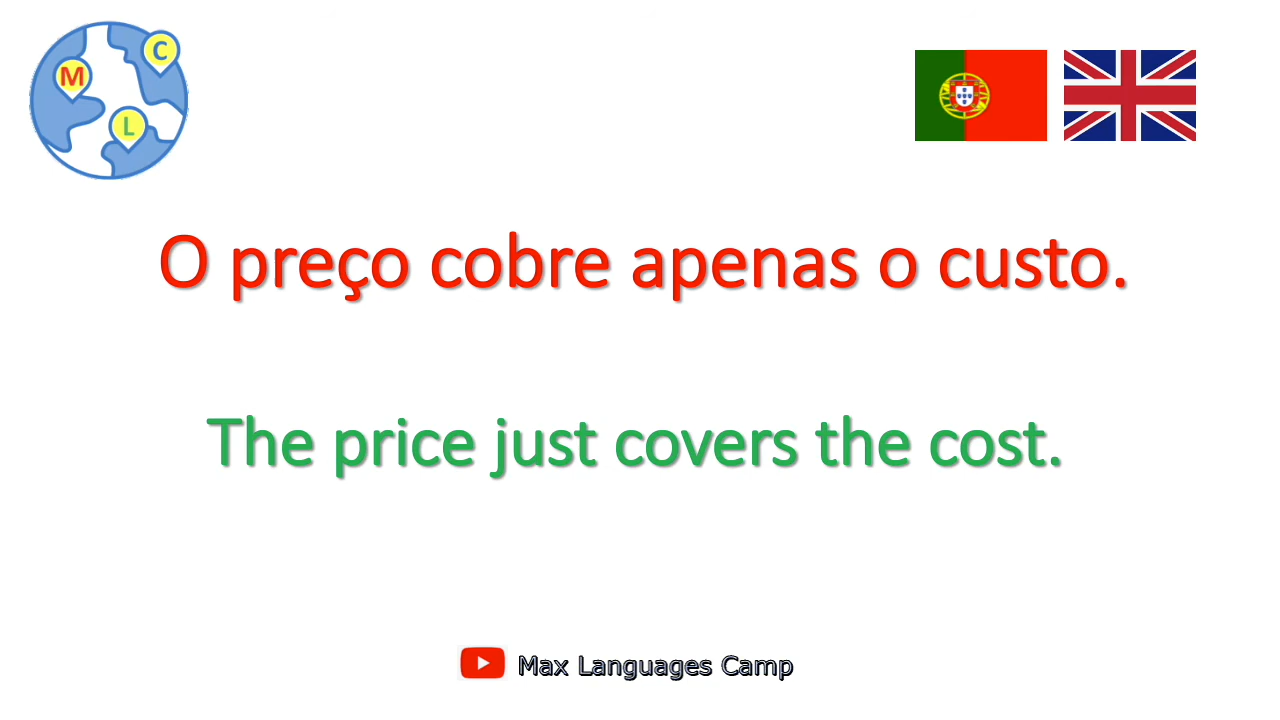 M
C
L
O preço cobre apenas o custo.
The price just covers the cost.
Max Languages Camp